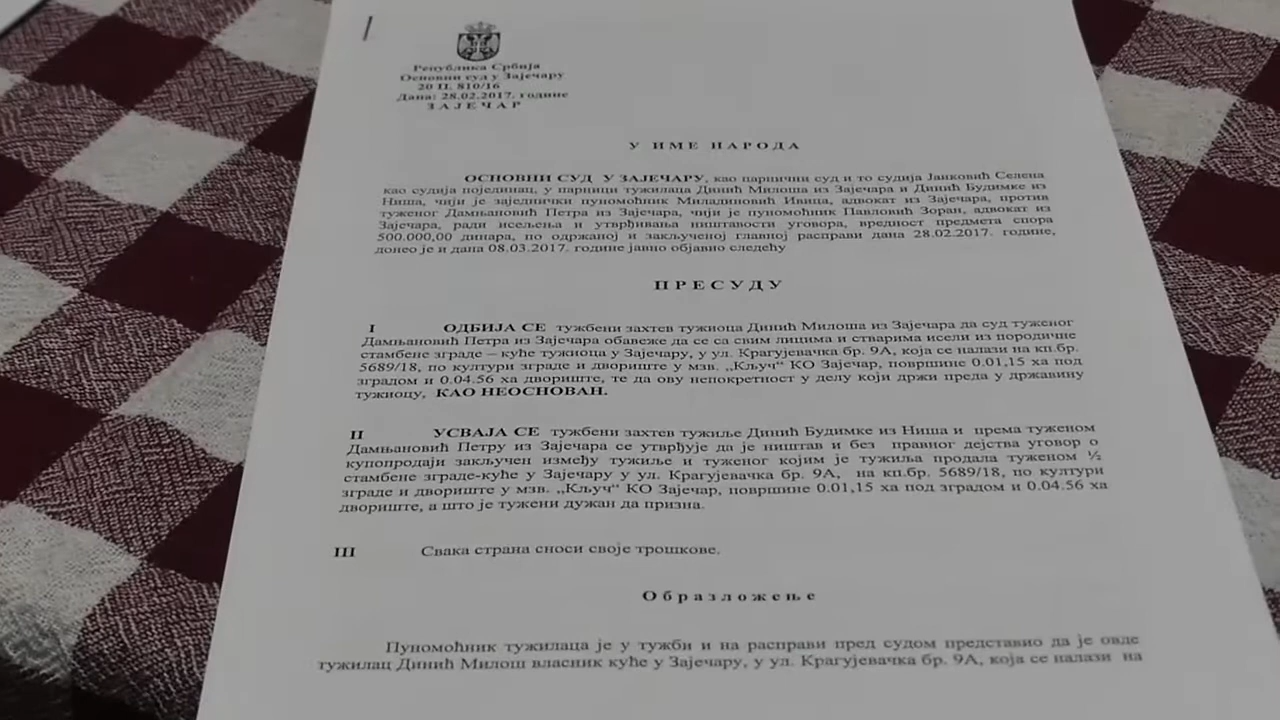 Република Србија
Основни суд у Зајечару
20 П. 810/16
Дана: 28.02.2017. године
ЗАЈЕЧАР
У ИМЕ НАРОДА
ОСНОВНИ СУД У ЗАЈЕЧАРУ, као парнични суд и то судија Јанковић Селена
као судија појединац, у парници тужилаца Динић Милоша из Зајечара и Динић Будимке из
Ниша, чији је заједнички пуномоћник Миладиновић Ивица, адвокат из Зајечара, против
туженог Дамњановић Петра из Зајечара, чији је пуномоћник Павловић Зоран, адвокат из
Зајечара, ради исељења и утврђивања ништавости уговора, вредност предмета спора
500.000,00 динара, по одржаној и закљученој главној расправи дана 28.02.2017. године,
донео је и дана 08.03.2017. године јавно објавио следећу
ПРЕСУДУ
I ОДБИЈА СЕ тужбени захтев тужиоца Динић Милоша из Зајечара да суд туженог
Дамњановић Петра из Зајечара обавеже да се са свим лицима и стварима исели из породичне
стамбене зграде – куће тужиоца у Зајечару, у ул. Крагујевачка бр. 9А, која се налази на кп.бр.
5689/18, по култури зграде и двориште у мзв. „Кључ“ КО Зајечар, површине 0.01,15 ха под
зградом и 0.04.56 ха двориште, те да ову непокретност у делу који држи преда у државину
тужиоцу, КАО НЕОСНОВАН.
II УСВАЈА СЕ тужбени захтев тужиље Динић Будимке из Ниша и према туженом
Дамњановић Петру из Зајечара се утврђује да је ништав и без правног дејства уговор о
купопродаји закључен између тужиље и туженог којим је тужиља продала туженом ½
стамбене зграде-куће у Зајечару у ул. Крагујевачка бр. 9А, на кп.бр. 5689/18, по култури
зграде и двориште у мзв. „Кључ“ КО Зајечар, површине 0.01,15 ха под зградом и 0.04.56 ха
двориште, а што је тужени дужан да призна.
III Свака страна сноси своје трошкове.
Образложење
Пуномоћник тужилаца је у тужби и на расправи пред судом представио да је овде
тужилац Динић Милош власник куће у Зајечару, у ул. Крагујевачка бр. 9А, која се налази на